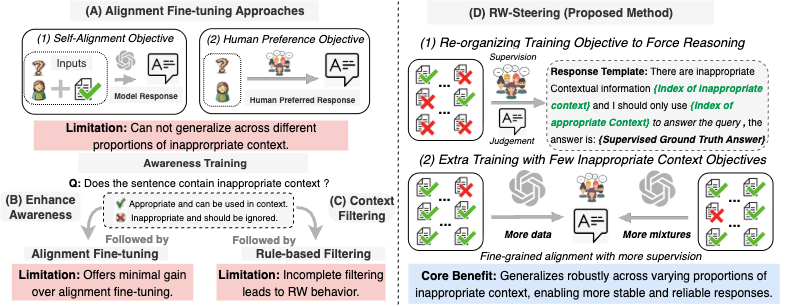 (A) Alignment Fine-tuning Approaches
(1) Self-Alignment Objective
Inputs
Model Response
(2) Human Preference Objective
Human Preferred Response
Limitation: Can not generalize across different
proportions of inapprorpriate context.
Awareness Training
Q: Does the sentence contain inappropriate context ?
(B) Enhance
Awareness
Appropriate and can be used in context.
Inappropriate and should be ignored.
(C) Context
Filtering
Followed by
Followed by
Alignment Fine-tuning
Rule-based Filtering
Limitation: Offers minimal gain
over alignment fine-tuning.
Limitation: Incomplete filtering
leads to RW behavior.
(D) RW-Steering (Proposed Method)
(1) Re-organizing Training Objective to Force Reasoning
Supervision
Judgement
Response Template: There are inappropriate
Contextual information {Index of inappropriate
context} and I should only use {Index of
appropriate Context} to answer the query , the
answer is: {Supervised Ground Truth Answer}
(2) Extra Training with Few Inappropriate Context Objectives
More data
More mixtures
Fine-grained alignment with more supervision
Core Benefit: Generalizes robustly across varying proportions of
inappropriate context, enabling more stable and reliable responses.